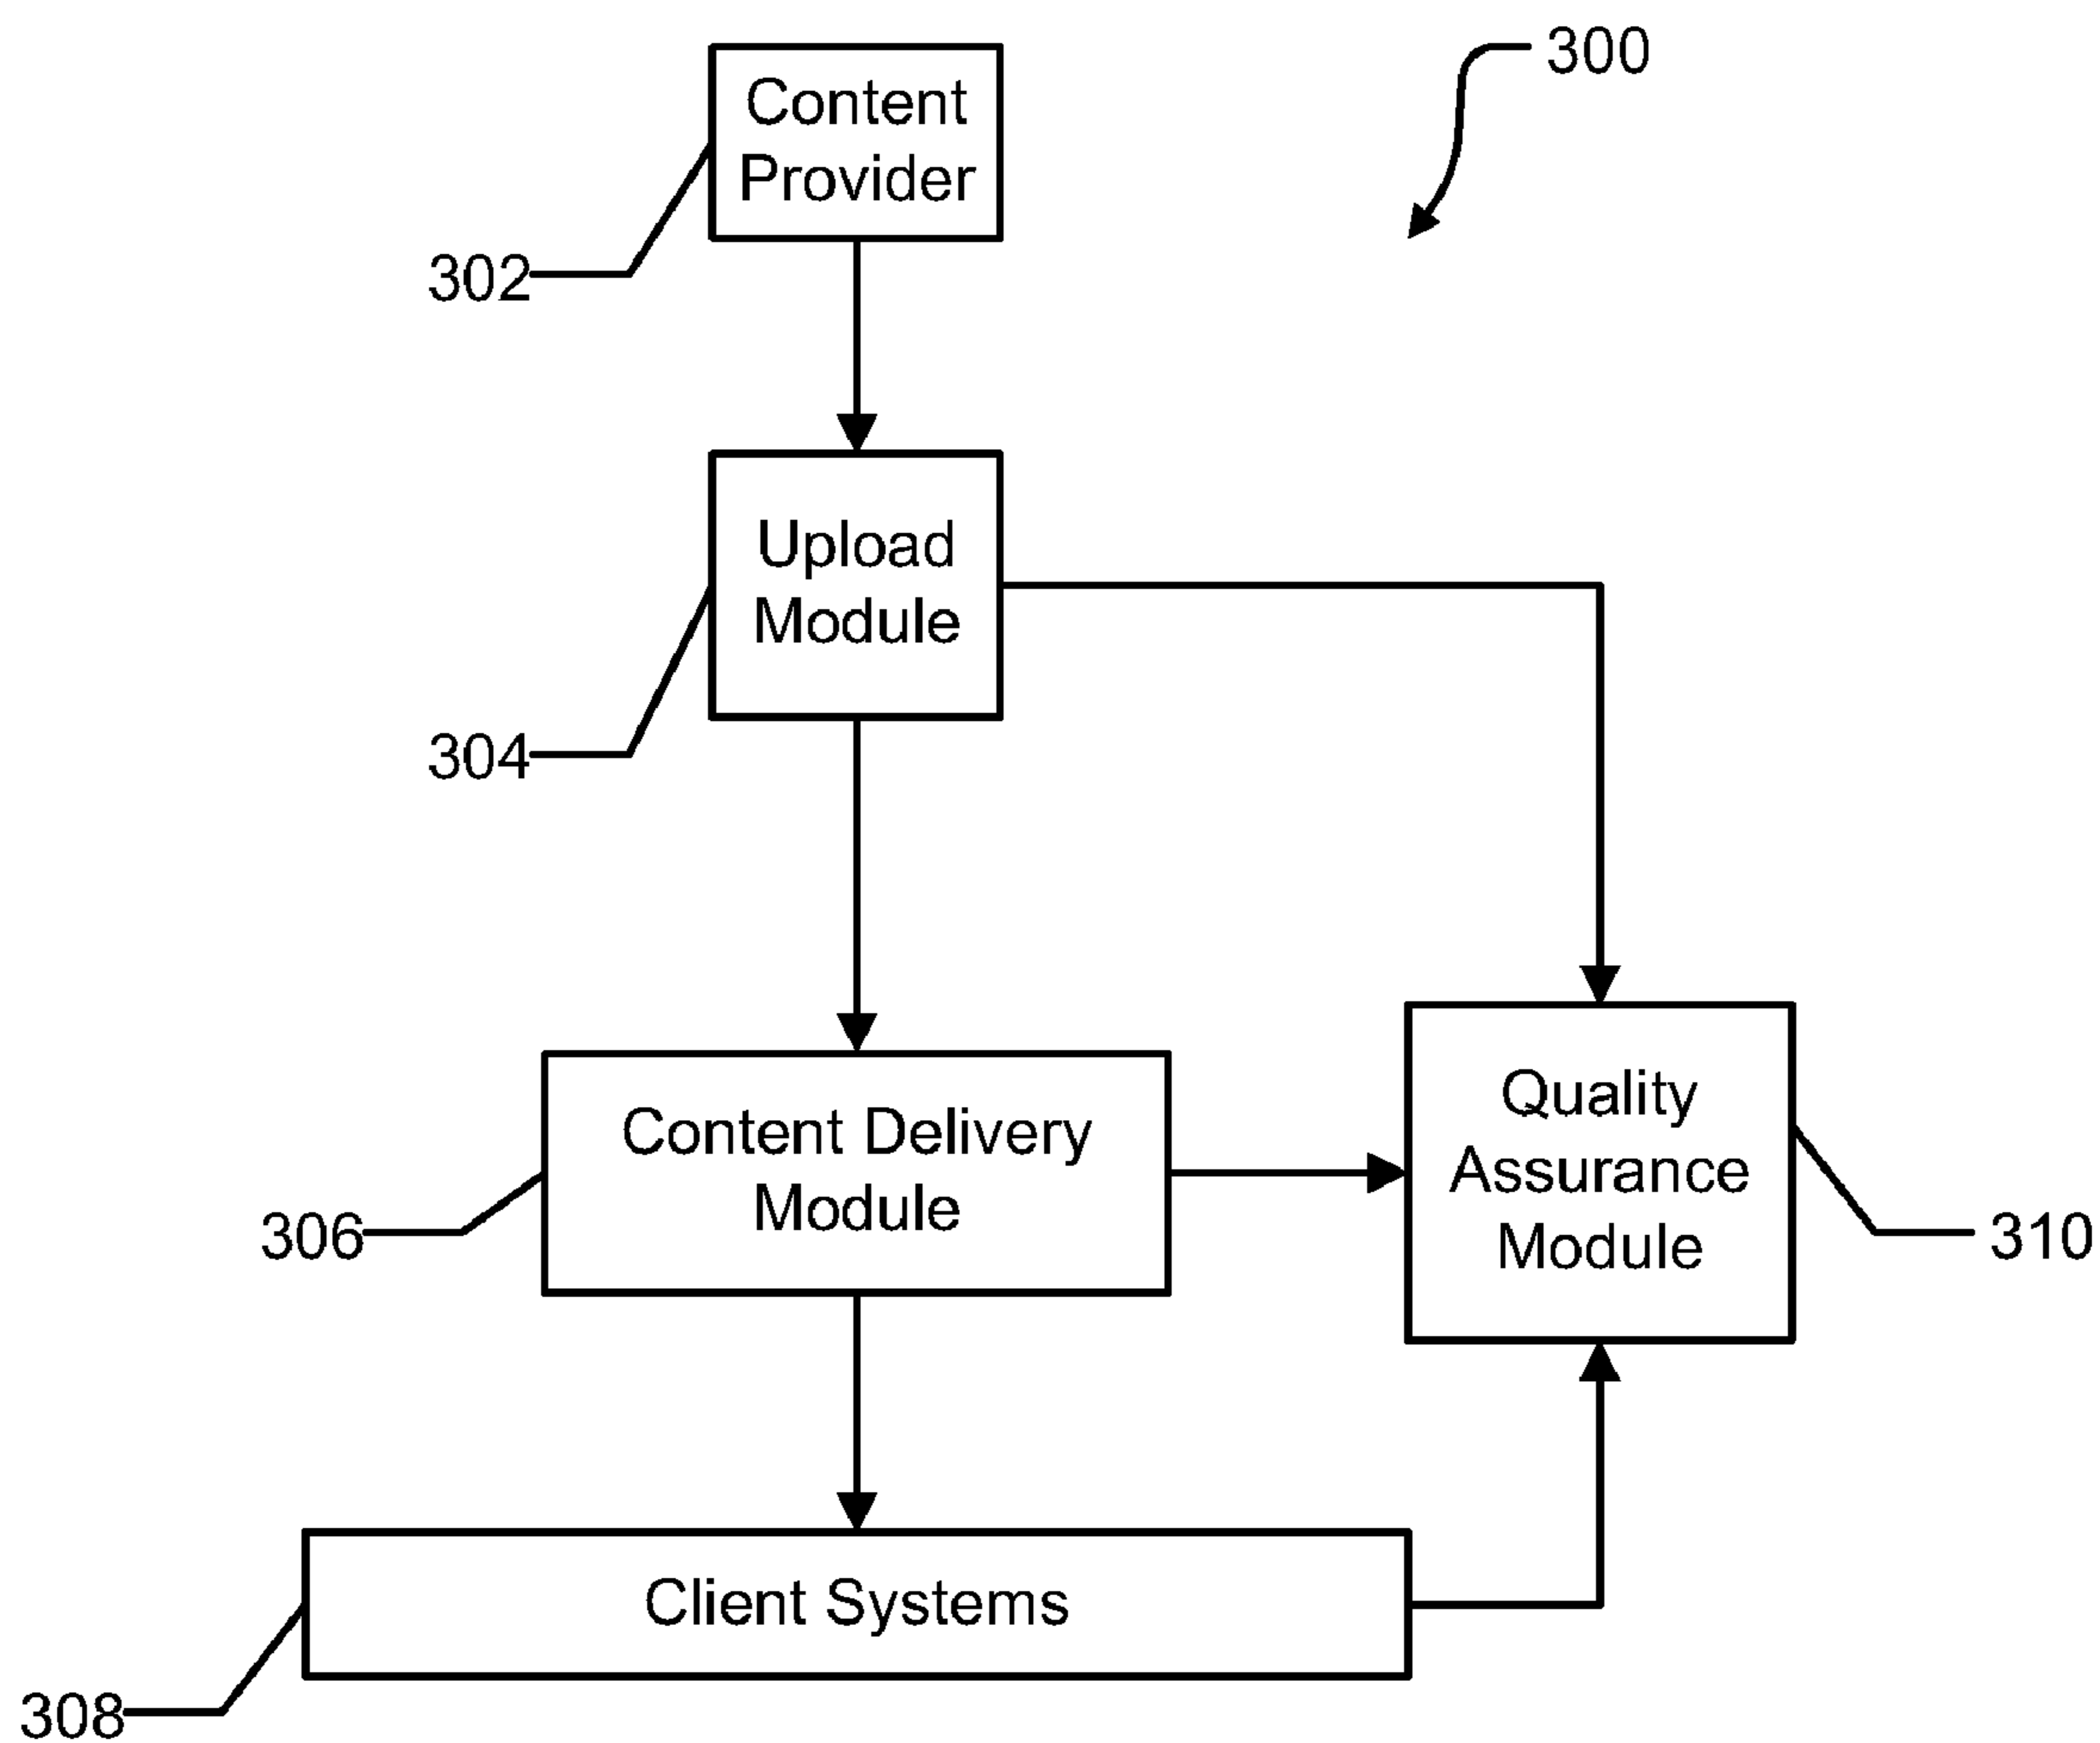 300
Content
Provider
302
Upload
Module
304
Content Delivery
Module
306
Quality
Assurance
Module
310
Client Systems
308